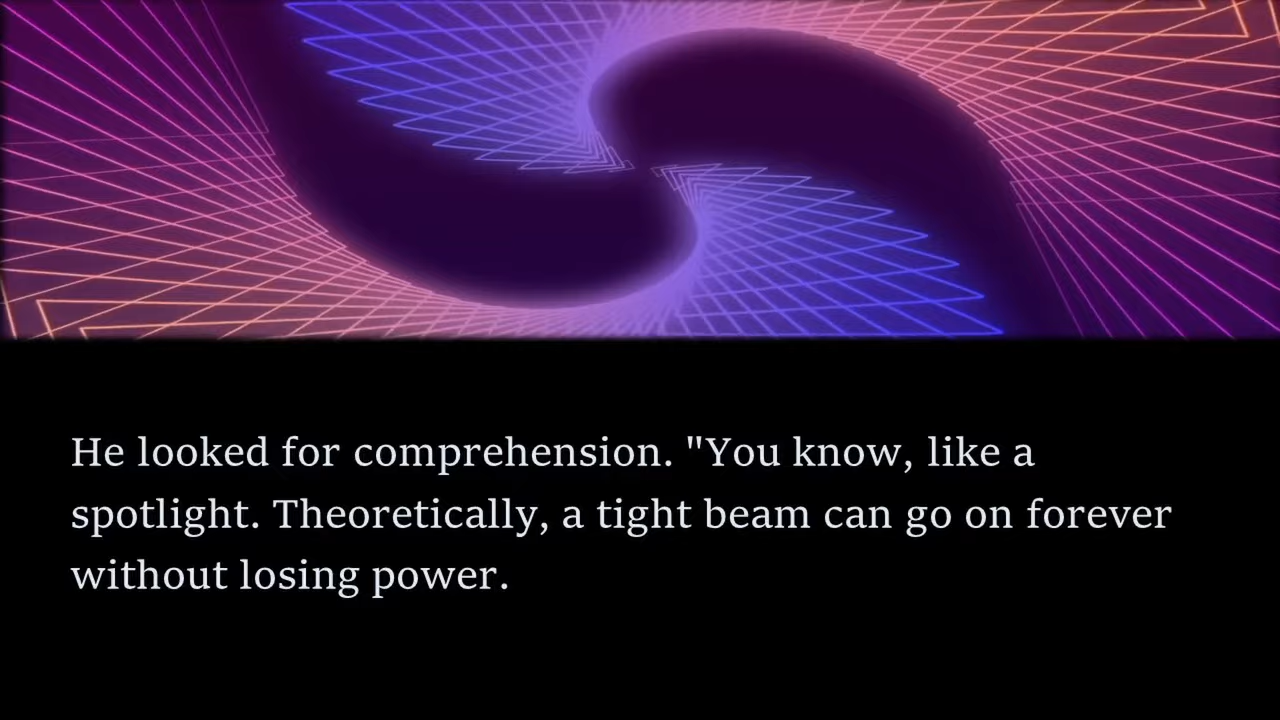 He looked for comprehension. "You know, like a
spotlight. Theoretically, a tight beam can go on forever
without losing power.